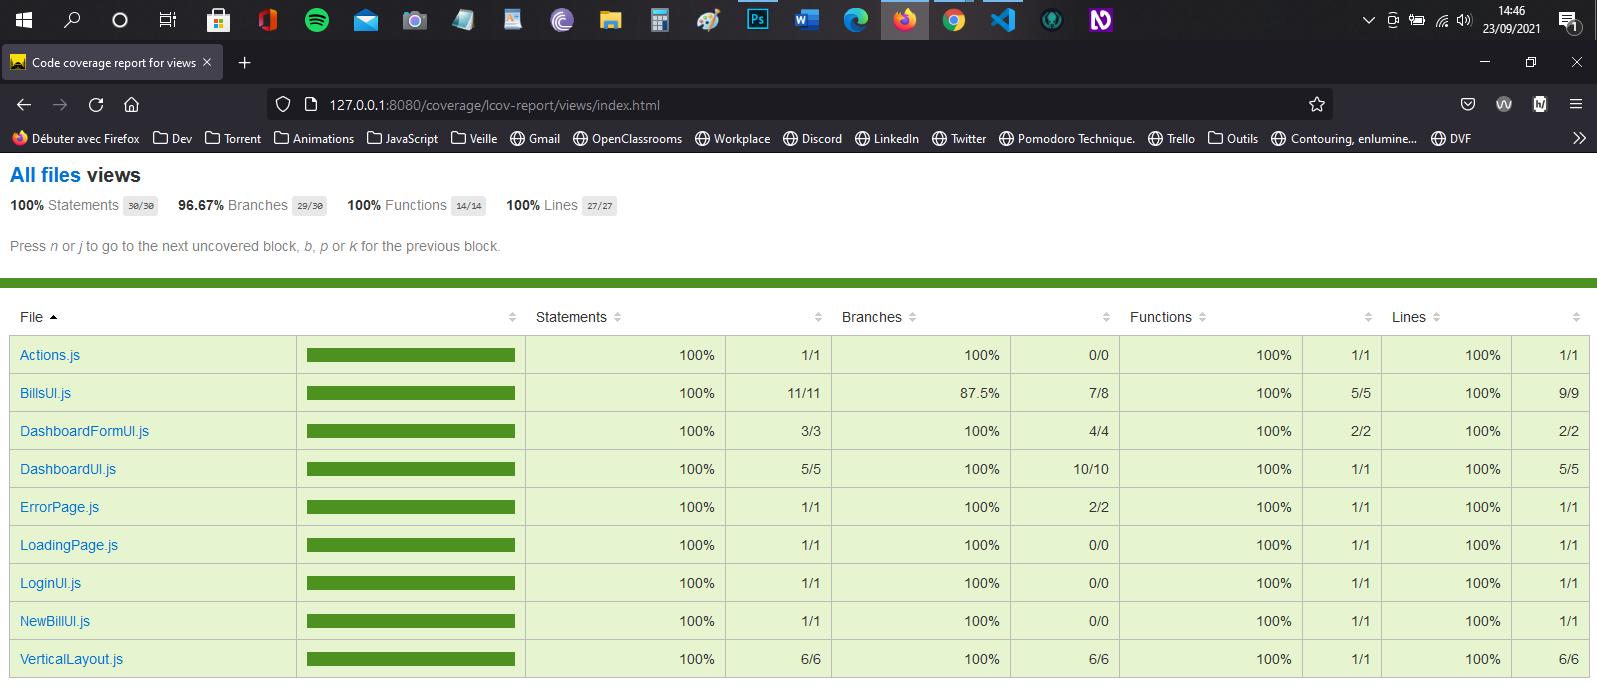 14:46
23/09/2021
1
Code coverage report for views
127.0.0.1:8080/coverage/lcov-report/views/index.html
Débuter avec Firefox Dev Torrent Animations JavaScript Veille Gmail OpenClassrooms Workplace Discord LinkedIn Twitter Pomodoro Technique. Trello Outils Contouring, enlumine... DVF
All files views
100% Statements 30/30 96.67% Branches 29/30 100% Functions 14/14 100% Lines 27/27
Press n or j to go to the next uncovered block, b, p or k for the previous block.
File Statements Branches Functions Lines
Actions.js 100% 1/1 100% 0/0 100% 1/1 100% 1/1
BillsUI.js 100% 11/11 87.5% 7/8 100% 5/5 100% 9/9
DashboardFormUI.js 100% 3/3 100% 4/4 100% 2/2 100% 2/2
DashboardUI.js 100% 5/5 100% 10/10 100% 1/1 100% 5/5
ErrorPage.js 100% 1/1 100% 2/2 100% 1/1 100% 1/1
LoadingPage.js 100% 1/1 100% 0/0 100% 1/1 100% 1/1
LoginUI.js 100% 1/1 100% 0/0 100% 1/1 100% 1/1
NewBillUI.js 100% 1/1 100% 0/0 100% 1/1 100% 1/1
VerticalLayout.js 100% 6/6 100% 6/6 100% 1/1 100% 6/6